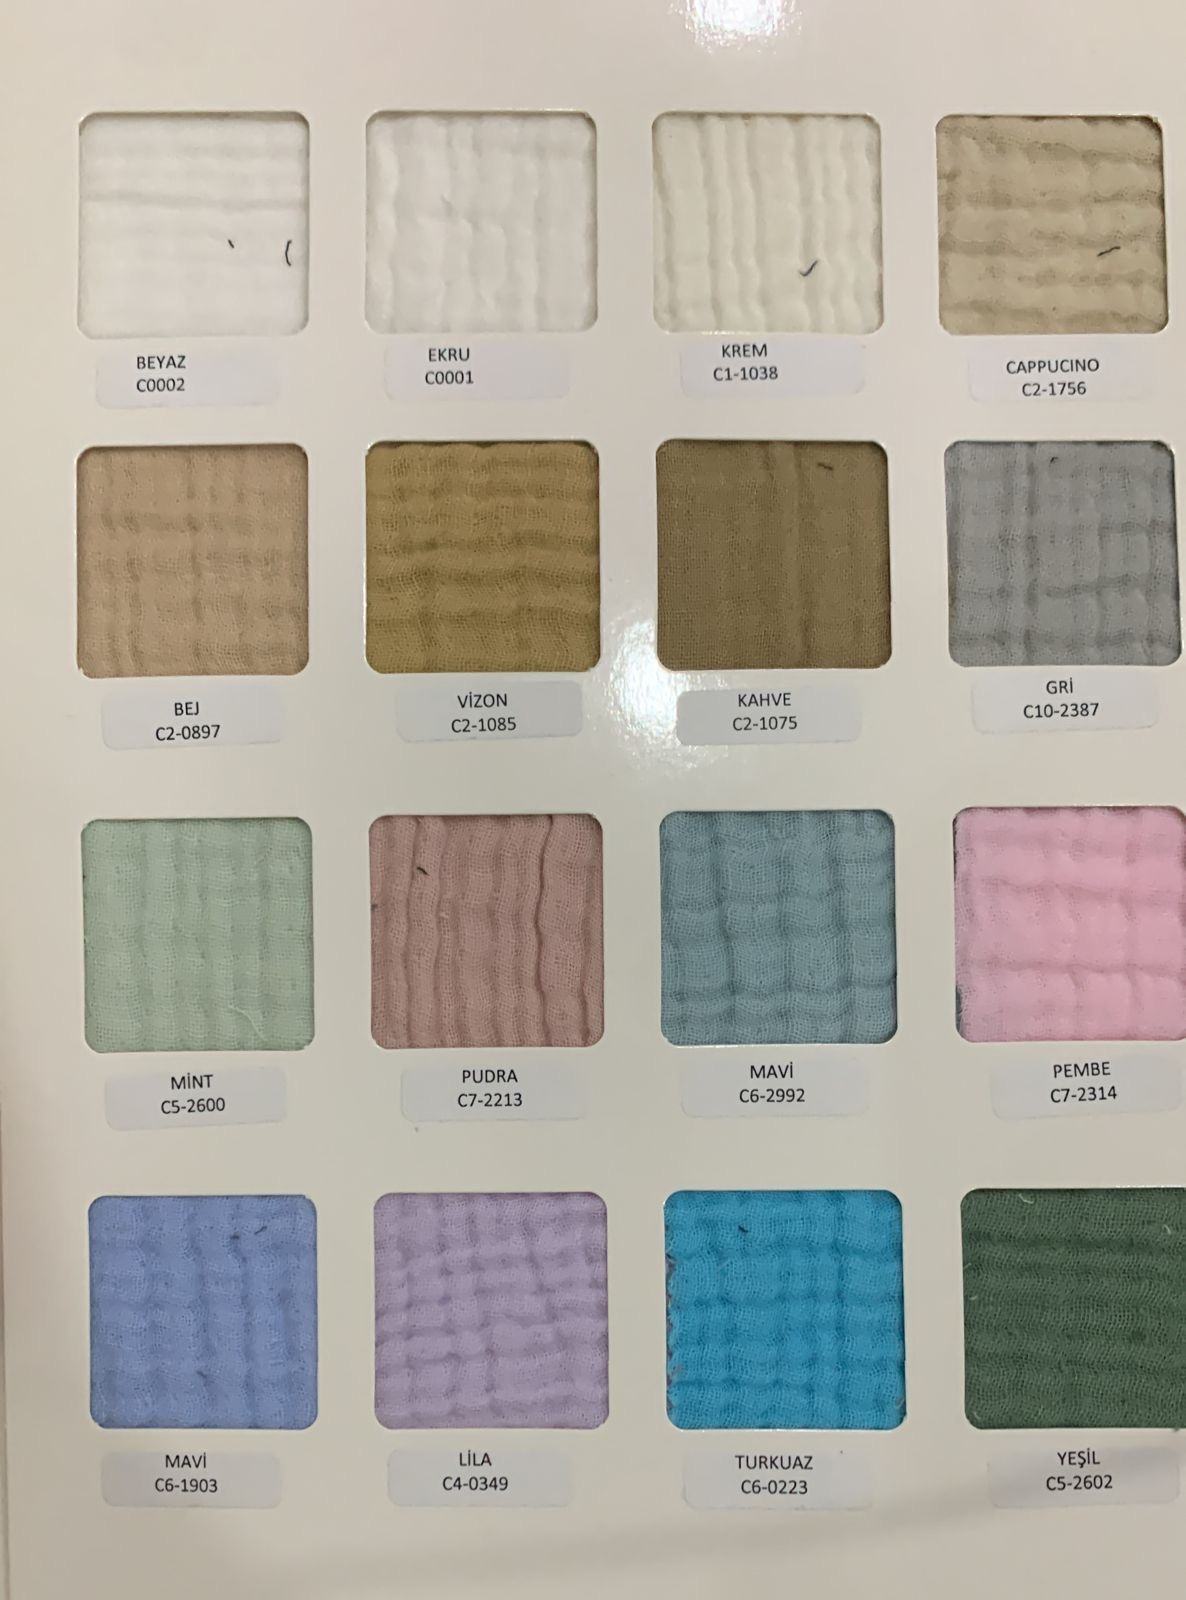 BEYAZ
C0002
EKRU
C0001
KREM
C1-1038
CAPPUCINO
C2-1756
BEJ
C2-0897
VİZON
C2-1085
KAHVE
C2-1075
GRİ
C10-2387
MİNT
C5-2600
PUDRA
C7-2213
MAVİ
C6-2992
PEMBE
C7-2314
MAVİ
C6-1903
LİLA
C4-0349
TURKUAZ
C6-0223
YEŞİL
C5-2602